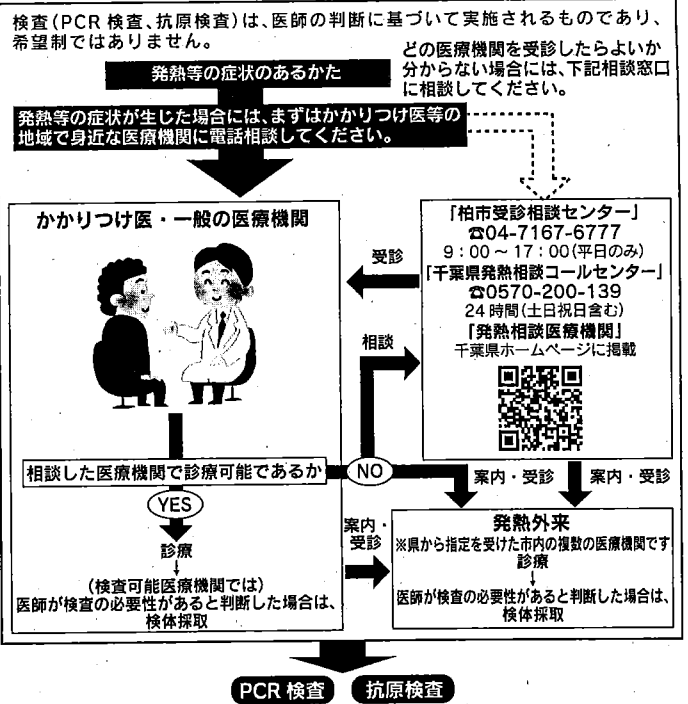 検査(PCR 検査、抗原検査)は、医師の判断に基づいて実施されるものであり、
希望制ではありません。
発熱等の症状のあるかた
どの医療機関を受診したらよいか
分からない場合には、下記相談窓口
に相談してください。
発熱等の症状が生じた場合には、まずはかかりつけ医等の
地域で身近な医療機関に電話相談してください。
かかりつけ医・一般の医療機関
「柏市受診相談センター」
☎04-7167-6777
9：00～17：00(平日のみ)
「千葉県発熱相談コールセンター」
☎0570-200-139
24時間(土日祝日含む)
「発熱相談医療機関」
千葉県ホームページに掲載
受診
相談
相談した医療機関で診療可能であるか
NO
YES
案内・受診
案内・受診
診療
↓
(検査可能医療機関では)
医師が検査の必要性があると判断した場合は、
検体採取
案内・
受診
発熱外来
※県から指定を受けた市内の複数の医療機関です
診療
↓
医師が検査の必要性があると判断した場合は、
検体採取
PCR 検査
抗原検査